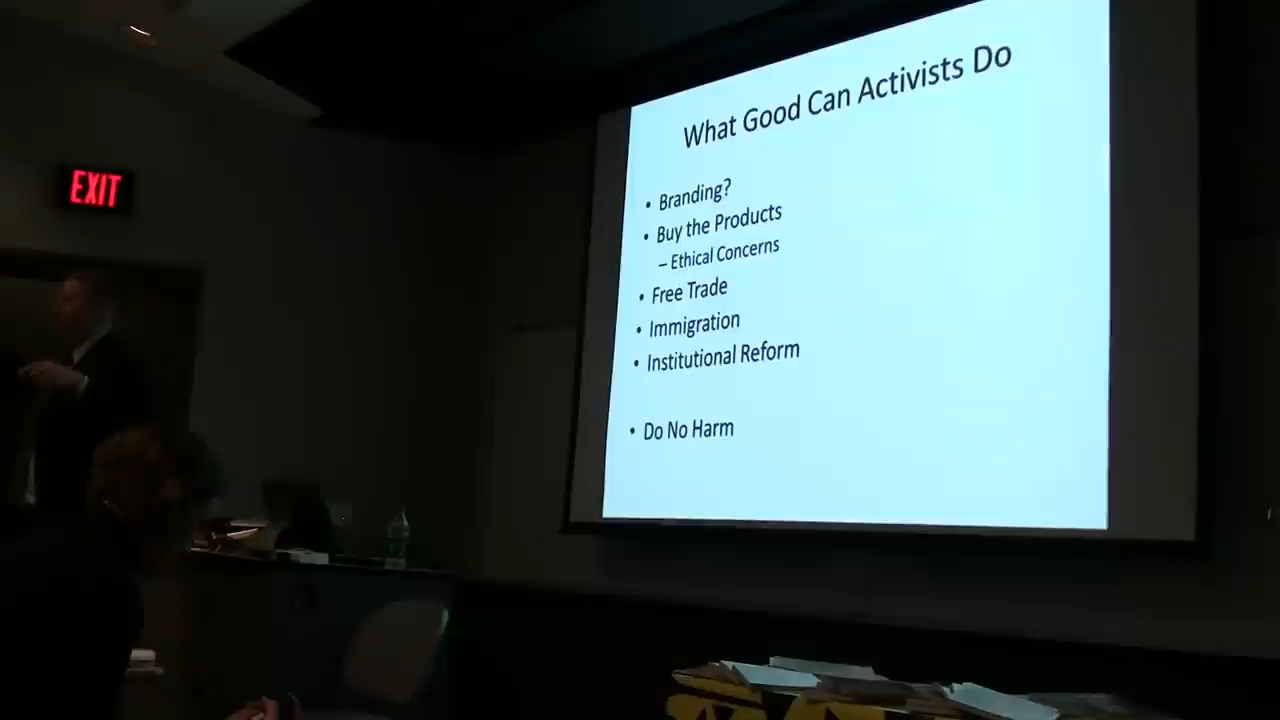 What Good Can Activists Do
• Branding?
• Buy the Products
– Ethical Concerns
• Free Trade
• Immigration
• Institutional Reform
• Do No Harm
EXIT